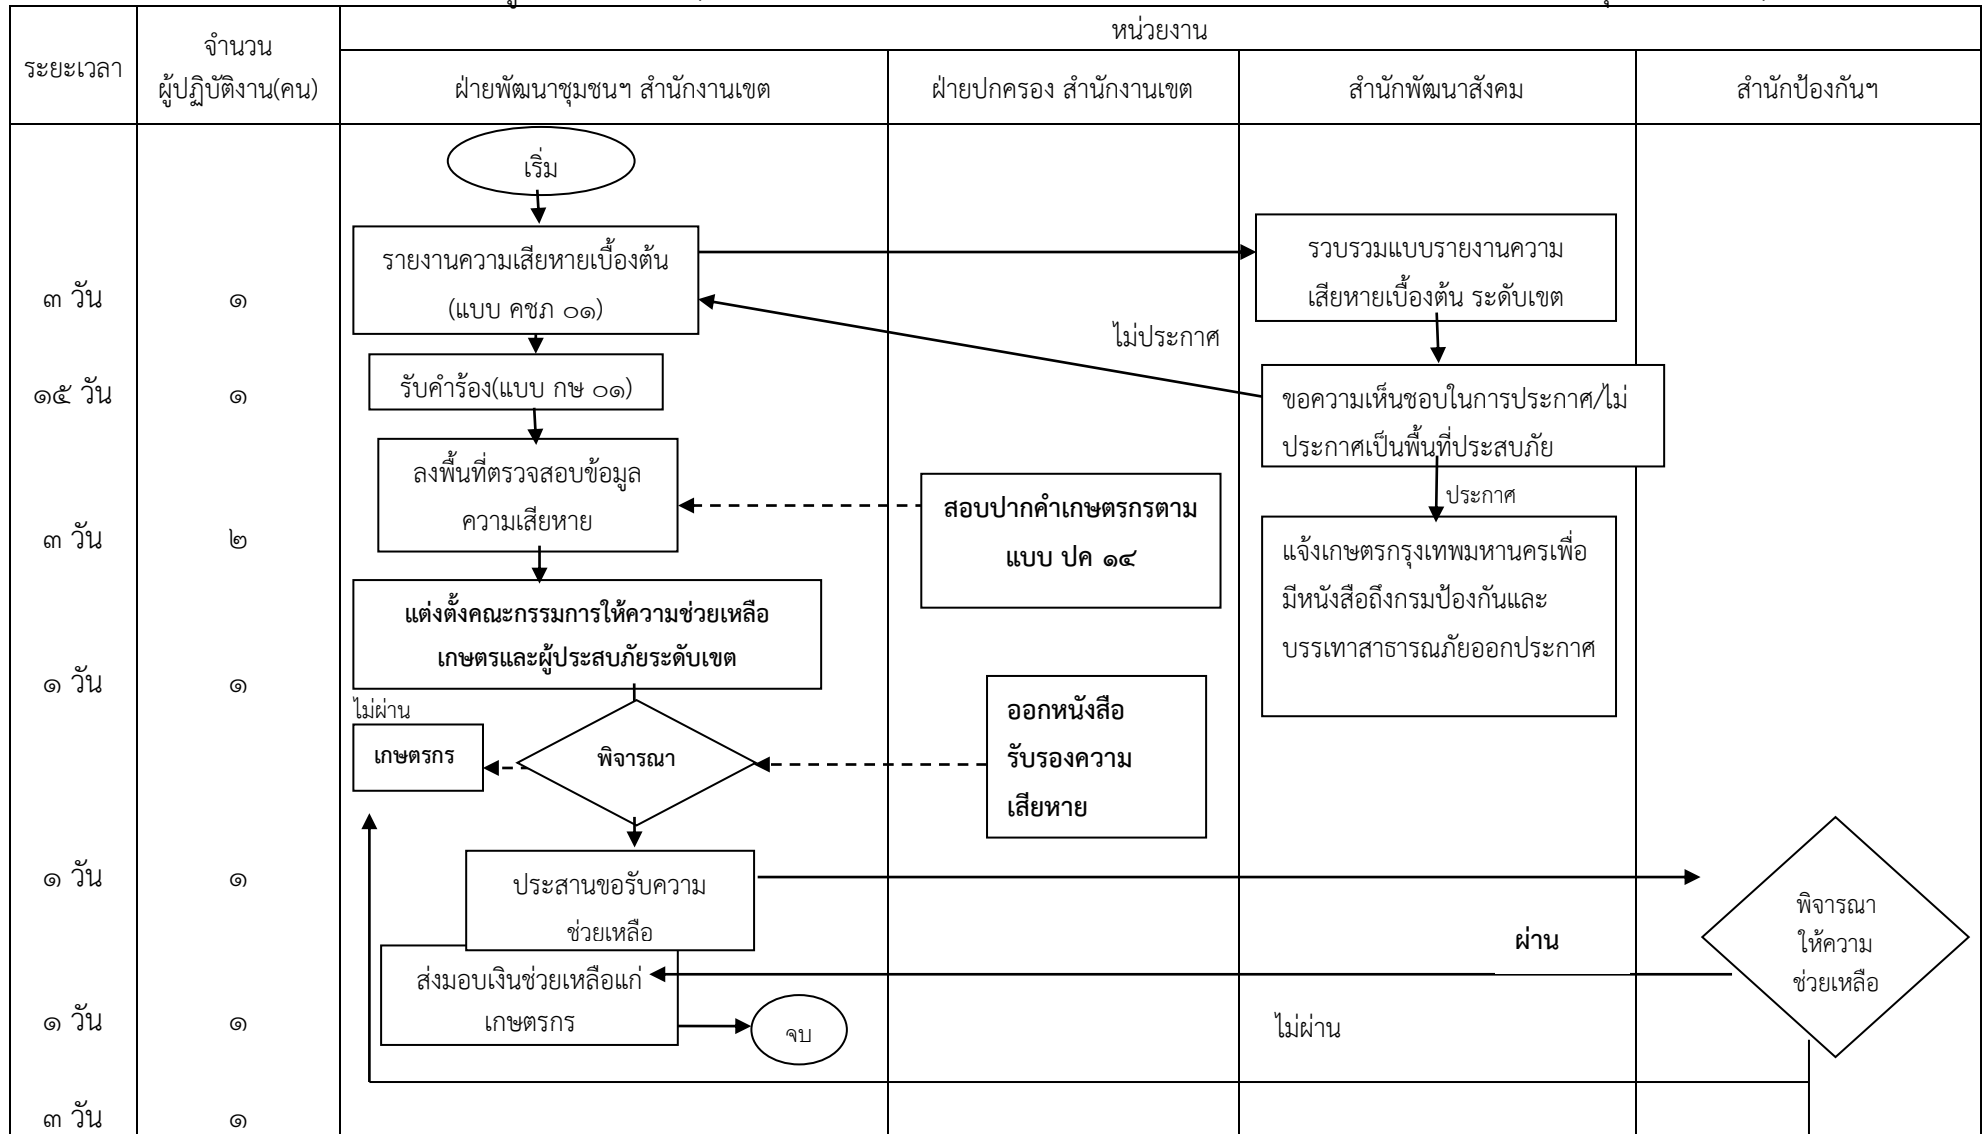 หน่วยงาน
ระยะเวลา
จำนวน
ผู้ปฏิบัติงาน(คน)
ฝ่ายพัฒนาชุมชนฯ สำนักงานเขต
ฝ่ายปกครอง สำนักงานเขต
สำนักพัฒนาสังคม
สำนักป้องกันฯ
เริ่ม
๓ วัน
๑
รายงานความเสียหายเบื้องต้น
(แบบ คชภ ๐๑)
รวบรวมแบบรายงานความ
เสียหายเบื้องต้น ระดับเขต
ไม่ประกาศ
๑๕ วัน
๑
รับคำร้อง(แบบ กษ ๐๑)
ขอความเห็นชอบในการประกาศ/ไม่
ประกาศเป็นพื้นที่ประสบภัย
ประกาศ
๓ วัน
๒
ลงพื้นที่ตรวจสอบข้อมูล
ความเสียหาย
สอบปากคำเกษตรกรตาม
แบบ ปค ๑๔
แจ้งเกษตรกรุงเทพมหานครเพื่อ
มีหนังสือถึงกรมป้องกันและ
บรรเทาสาธารณภัยออกประกาศ
๑ วัน
๑
แต่งตั้งคณะกรรมการให้ความช่วยเหลือ
เกษตรและผู้ประสบภัยระดับเขต
ไม่ผ่าน
เกษตรกร
พิจารณา
ออกหนังสือ
รับรองความ
เสียหาย
๑ วัน
๑
ประสานขอรับความ
ช่วยเหลือ
พิจารณา
ให้ความ
ช่วยเหลือ
ผ่าน
๑ วัน
๑
ส่งมอบเงินช่วยเหลือแก่
เกษตรกร
จบ
ไม่ผ่าน
๓ วัน
๑